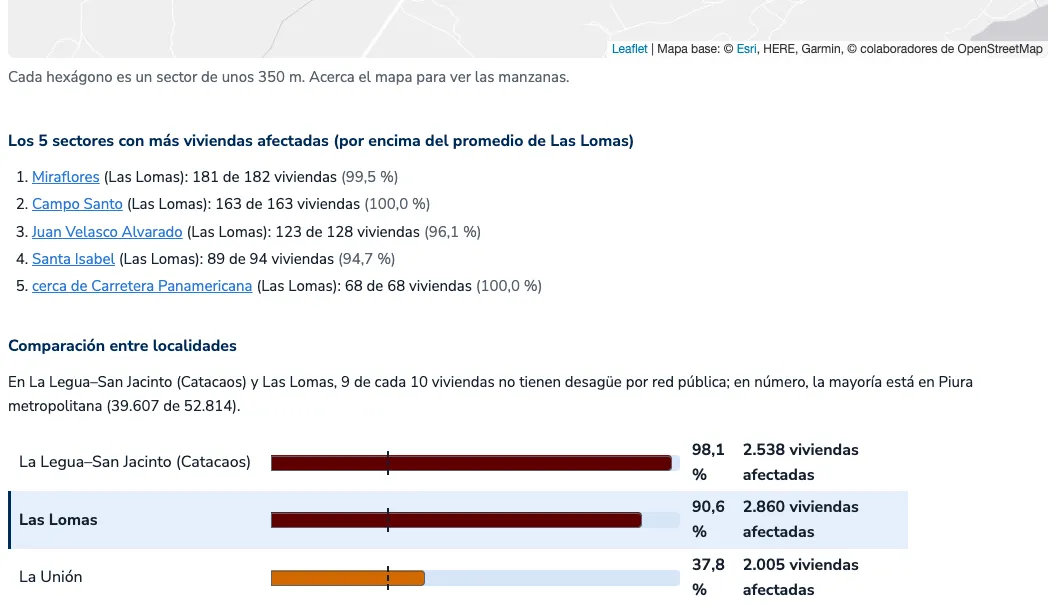 Leaflet | Mapa base: © Esri, HERE, Garmin, © colaboradores de OpenStreetMap
Cada hexágono es un sector de unos 350 m. Acerca el mapa para ver las manzanas.
Los 5 sectores con más viviendas afectadas (por encima del promedio de Las Lomas)
1. Miraflores (Las Lomas): 181 de 182 viviendas (99,5 %)
2. Campo Santo (Las Lomas): 163 de 163 viviendas (100,0 %)
3. Juan Velasco Alvarado (Las Lomas): 123 de 128 viviendas (96,1 %)
4. Santa Isabel (Las Lomas): 89 de 94 viviendas (94,7 %)
5. cerca de Carretera Panamericana (Las Lomas): 68 de 68 viviendas (100,0 %)
Comparación entre localidades
En La Legua–San Jacinto (Catacaos) y Las Lomas, 9 de cada 10 viviendas no tienen desagüe por red pública; en número, la mayoría está en Piura
metropolitana (39.607 de 52.814).
La Legua–San Jacinto (Catacaos)
98,1
%
2.538 viviendas
afectadas
Las Lomas
90,6
%
2.860 viviendas
afectadas
La Unión
37,8
%
2.005 viviendas
afectadas